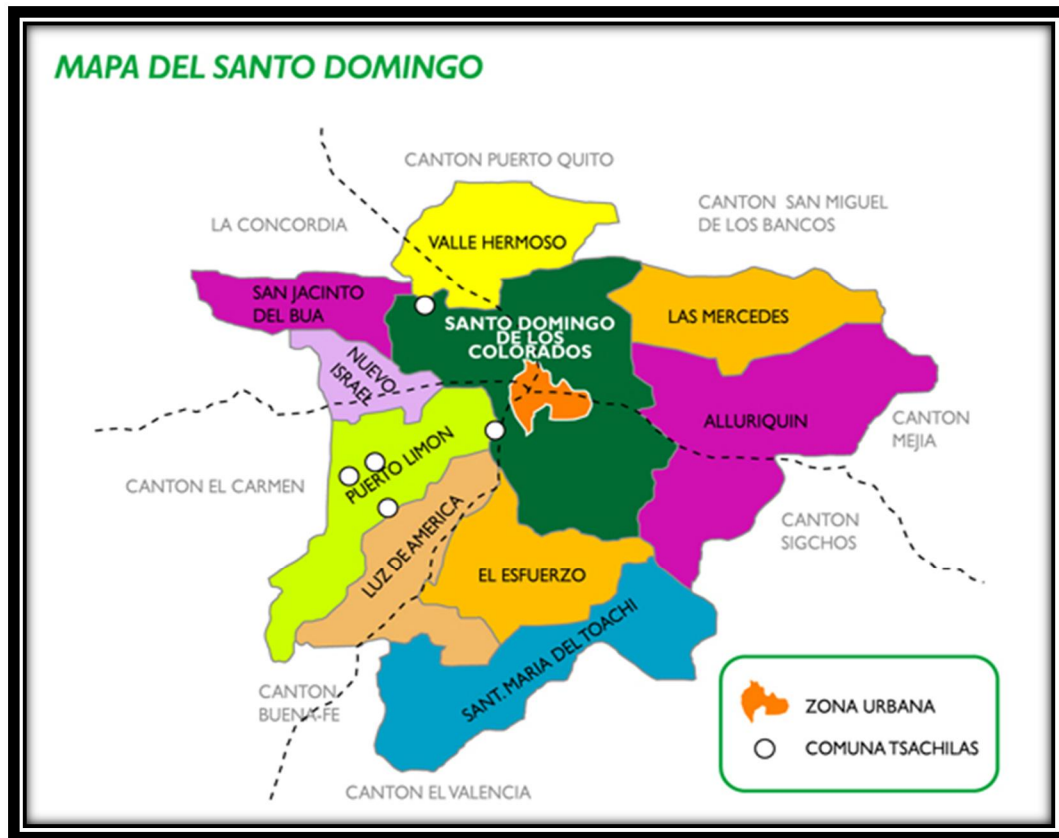 MAPA DEL SANTO DOMINGO
CANTON PUERTO QUITO
CANTON SAN MIGUEL
DE LOS BANCOS
LA CONCORDIA
VALLE HERMOSO
SAN JACINTO
DEL BUA
SANTO DOMINGO
DE LOS
COLORADOS
LAS MERCEDES
NUEVO
ISRAEL
ALLURIQUIN
CANTON
MEJIA
PUERTO LIMON
CANTON EL CARMEN
CANTON
SIGCHOS
LUZ DE AMERICA
EL ESFUERZO
SANT. MARIA DEL TOACHI
CANTON
BUENA-FE
CANTON EL VALENCIA
ZONA URBANA
COMUNA TSACHILAS